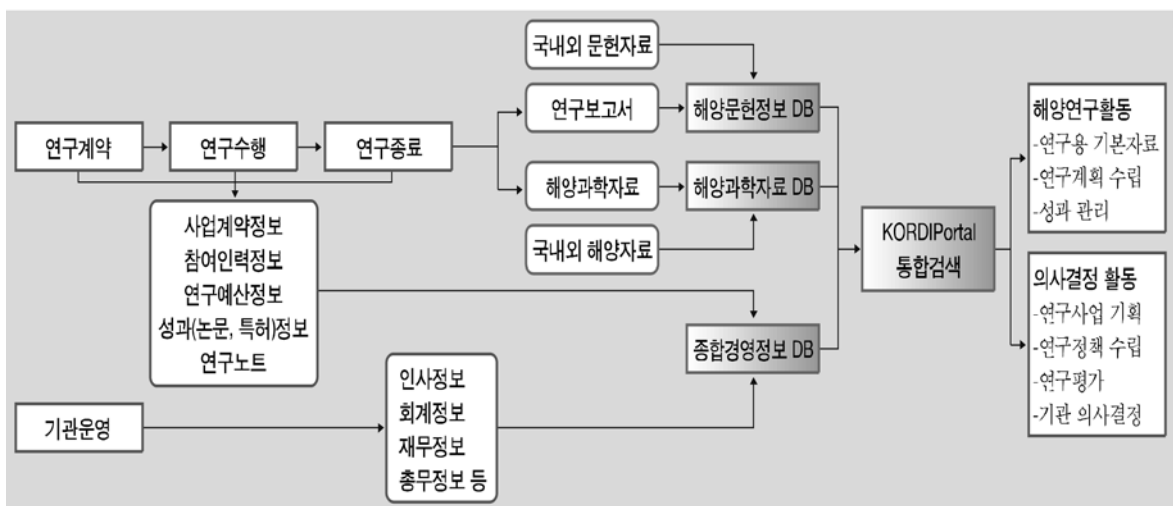 국내외 문헌자료
연구보고서
해양문헌정보 DB
연구계약
연구수행
연구종료
해양과학자료
해양과학자료 DB
국내외 해양자료
사업계약정보
참여인력정보
연구예산정보
성과(논문, 특허)정보
연구노트
종합경영정보 DB
기관운영
인사정보
회계정보
재무정보
총무정보 등
KORDIPortal
통합검색
해양연구활동
-연구용 기본자료
-연구계획 수립
-성과 관리
의사결정 활동
-연구사업 기획
-연구정책 수립
-연구평가
-기관 의사결정